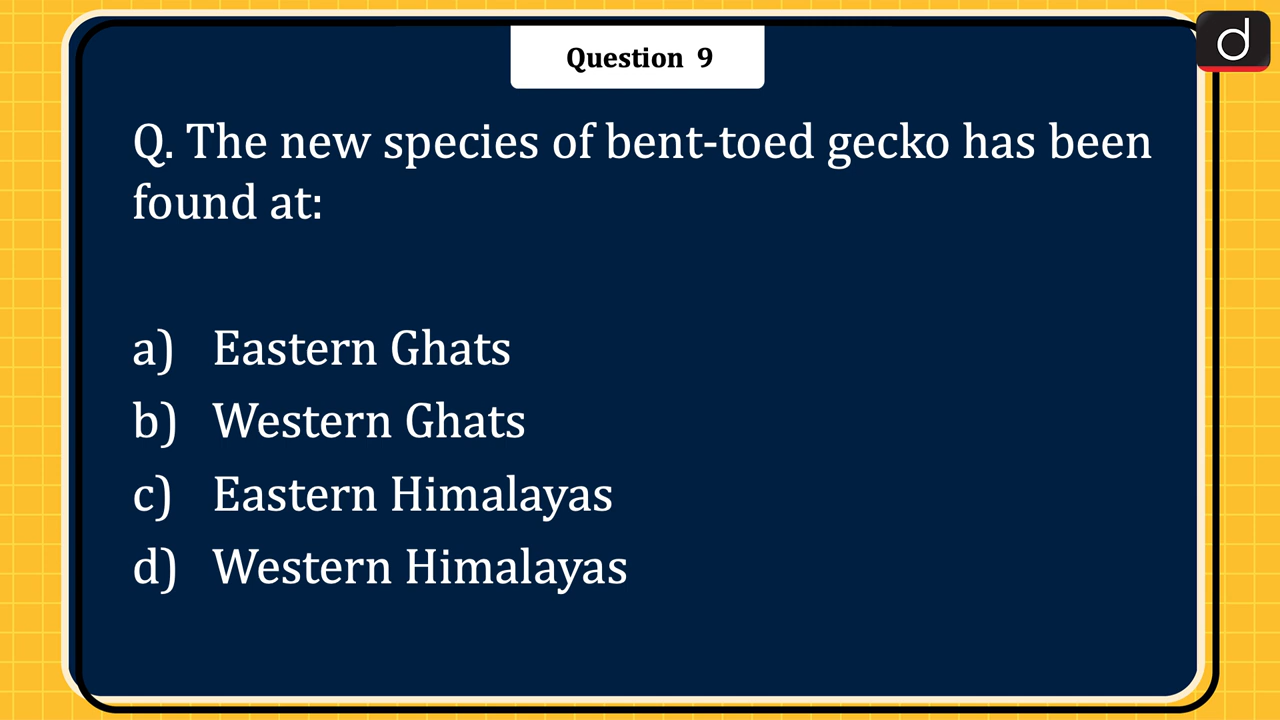 Question 9
d
Q. The new species of bent-toed gecko has been
found at:
a) Eastern Ghats
b) Western Ghats
c) Eastern Himalayas
d) Western Himalayas